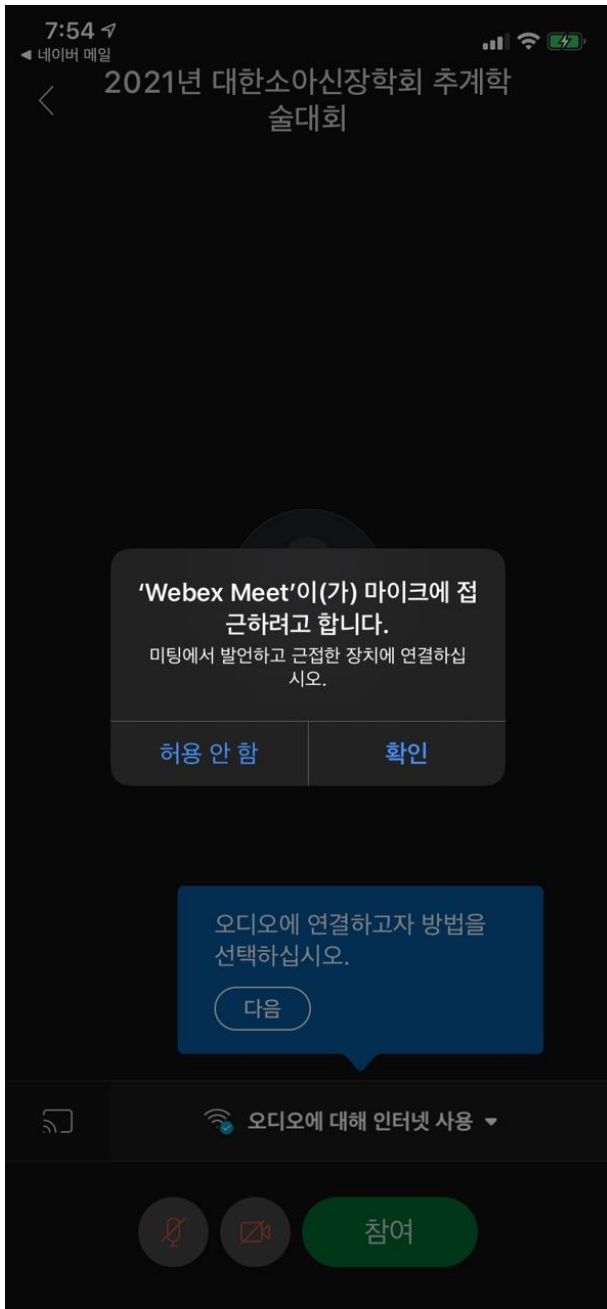 7:54
◀ 네이버 메일
2021년 대한소아신장학회 추계학
술대회
‘Webex Meet’이(가) 마이크에 접
근하려고 합니다.
미팅에서 발언하고 근접한 장치에 연결하십
시오.
허용 안 함
확인
오디오에 연결하고자 방법을
선택하십시오.
다음
오디오에 대해 인터넷 사용
참여